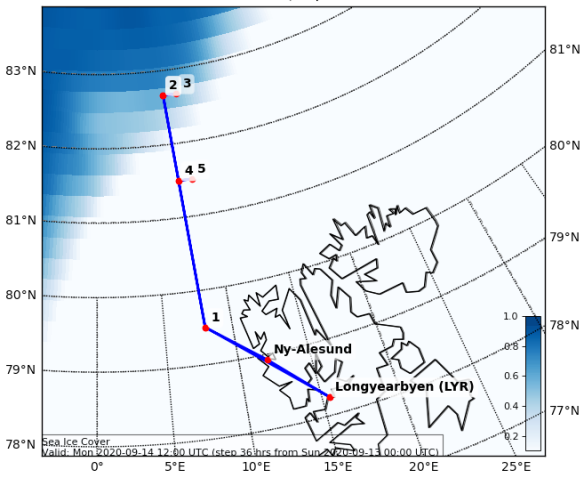 83°N
82°N
81°N
80°N
79°N
78°N
81°N
80°N
79°N
78°N
77°N
2 3
4 5
1
Ny-Alesund
Longyearbyen (LYR)
1.0
0.8
0.6
0.4
0.2
Sea Ice Cover
Valid: Mon 2020-09-14 12:00 UTC (step 36 hrs from Sun 2020-09-13 00:00 UTC)
0° 5°E 10°E 15°E 20°E 25°E